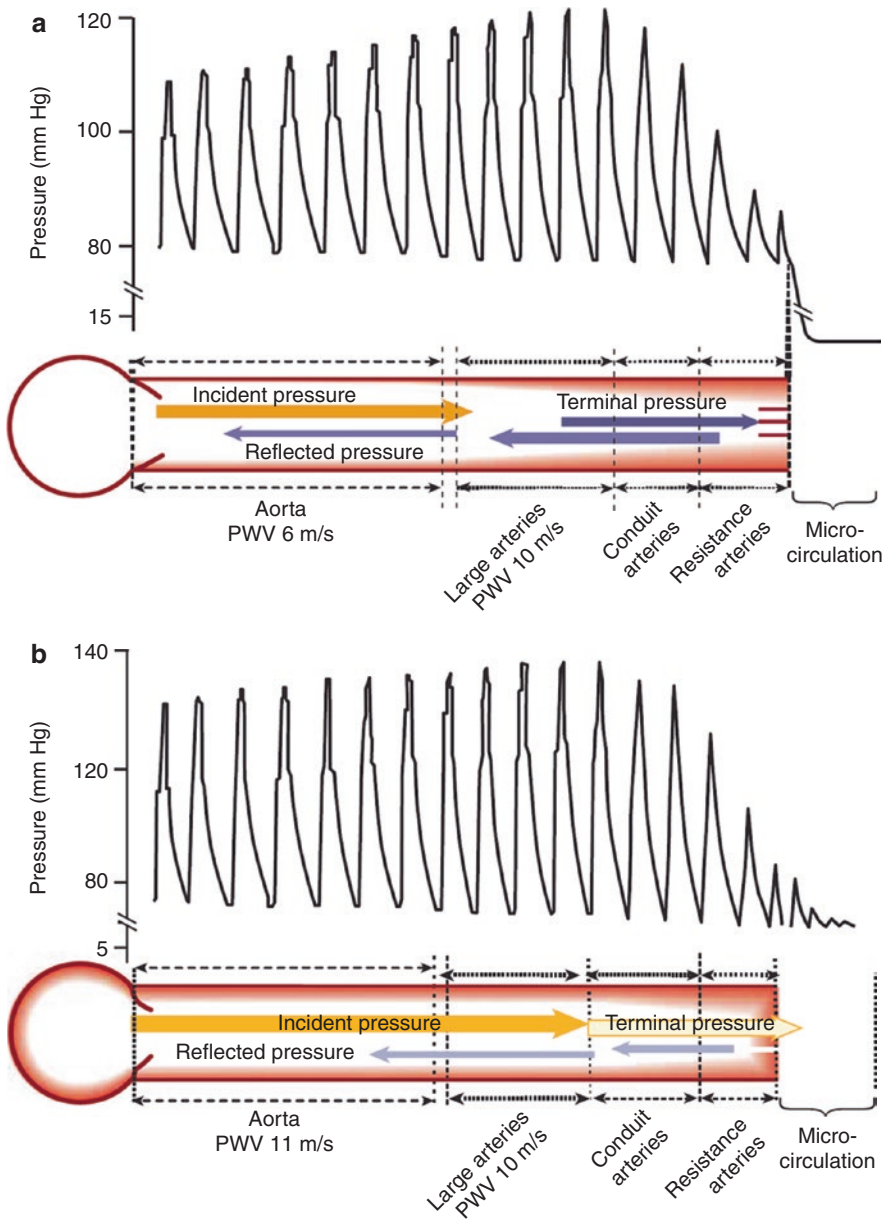 a
120
100
80
15
Pressure (mm Hg)
Incident pressure
Terminal pressure
Reflected pressure
Aorta
PWV 6 m/s
Large arteries
PWV 10 m/s
Conduit
arteries
Resistance
arteries
Micro-
circulation
b
140
120
80
5
Pressure (mm Hg)
Incident pressure
Terminal pressure
Reflected pressure
Aorta
PWV 11 m/s
Large arteries
PWV 10 m/s
Conduit
arteries
Resistance
arteries
Micro-
circulation